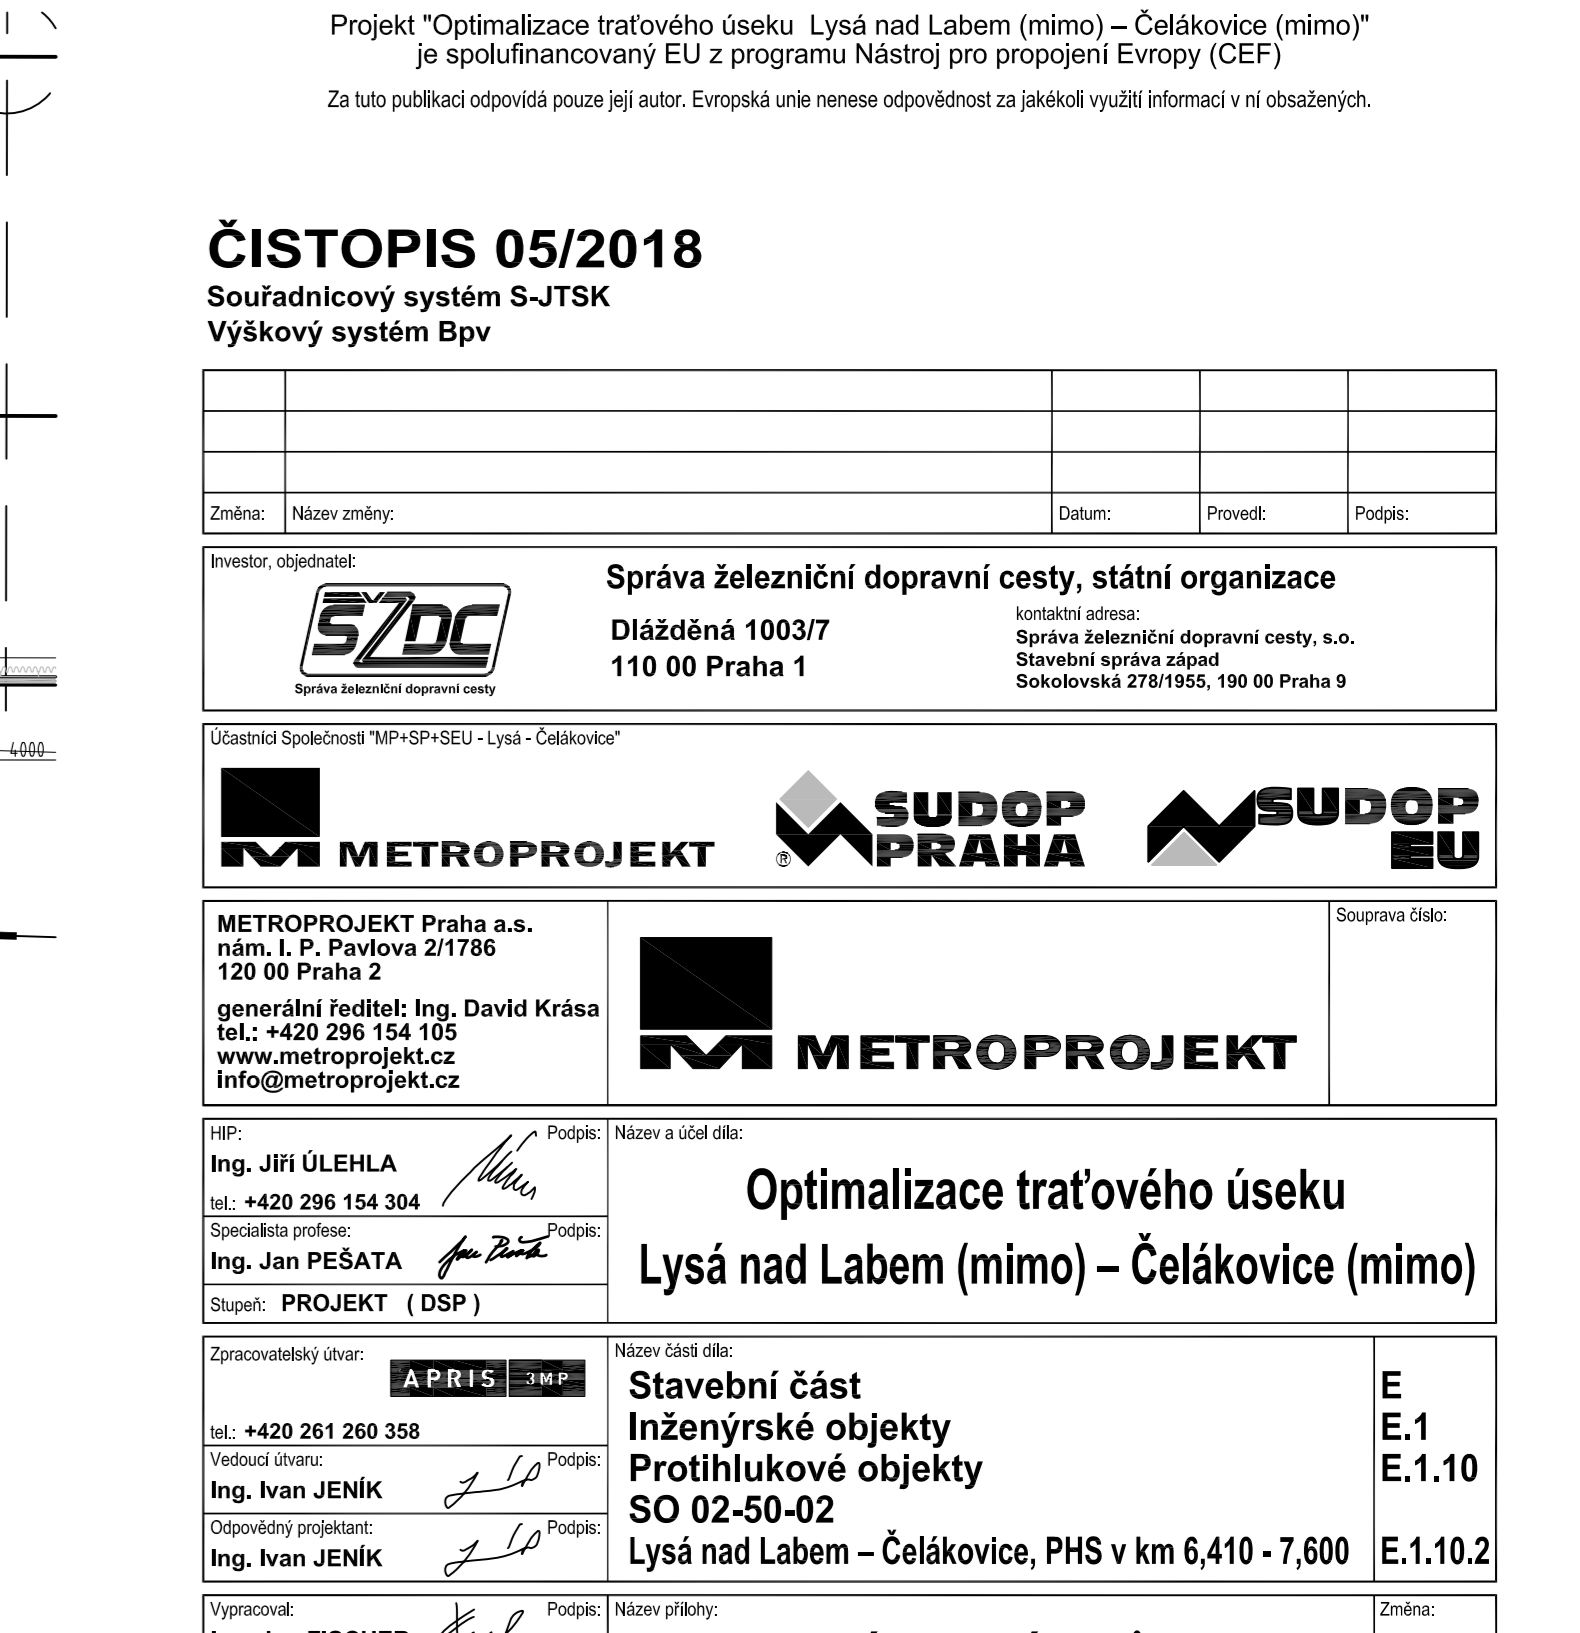 Projekt "Optimalizace traťového úseku Lysá nad Labem (mimo) – Čelákovice (mimo)"
je spolufinancovaný EU z programu Nástroj pro propojení Evropy (CEF)
Za tuto publikaci odpovídá pouze její autor. Evropská unie nenese odpovědnost za jakékoli využití informací v ní obsažených.
ČISTOPIS 05/2018
Souřadnicový systém S-JTSK
Výškový systém Bpv
Změna: Název změny: Datum: Provedl: Podpis:
Investor, objednatel:
SŽDC
Správa železniční dopravní cesty
Správa železniční dopravní cesty, státní organizace
Dlážděná 1003/7
110 00 Praha 1
kontaktní adresa:
Správa železniční dopravní cesty, s.o.
Stavební správa západ
Sokolovská 278/1955, 190 00 Praha 9
4000
Účastníci Společnosti "MP+SP+SEU - Lysá - Čelákovice"
METROPROJEKT
®
SUDOP
PRAHA
SUDOP
EU
METROPROJEKT Praha a.s.
nám. I. P. Pavlova 2/1786
120 00 Praha 2
generální ředitel: Ing. David Krása
tel.: +420 296 154 105
www.metroprojekt.cz
info@metroprojekt.cz
METROPROJEKT
Souprava číslo:
HIP: Podpis:
Ing. Jiří ÚLEHLA
tel.: +420 296 154 304
Specialista profese: Podpis:
Ing. Jan PEŠATA
Stupeň: PROJEKT ( DSP )
Název a účel díla:
Optimalizace traťového úseku
Lysá nad Labem (mimo) – Čelákovice (mimo)
Zpracovatelský útvar:
APRIS 3MP
tel.: +420 261 260 358
Vedoucí útvaru: Podpis:
Ing. Ivan JENÍK
Odpovědný projektant: Podpis:
Ing. Ivan JENÍK
Název části díla:
Stavební část E
Inženýrské objekty E.1
Protihlukové objekty E.1.10
SO 02-50-02
Lysá nad Labem – Čelákovice, PHS v km 6,410 - 7,600 E.1.10.2
Vypracoval: Podpis: Název přílohy: Změna: